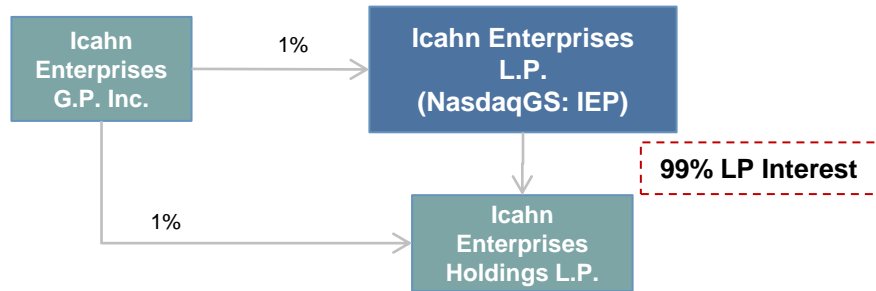 Icahn
Enterprises
G.P. Inc.
1%
Icahn Enterprises
L.P.
(NasdaqGS: IEP)
99% LP Interest
1%
Icahn
Enterprises
Holdings L.P.